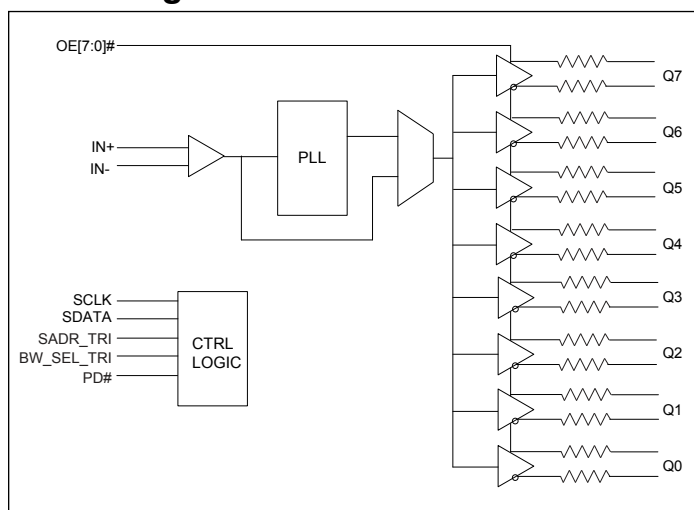 OE[7:0]#
Q7
Q6
IN+
PLL
IN-
Q5
Q4
SCLK
Q3
SDATA
SADR_TRI
CTRL
LOGIC
BW_SEL_TRI
Q2
PD#
Q1
Q0